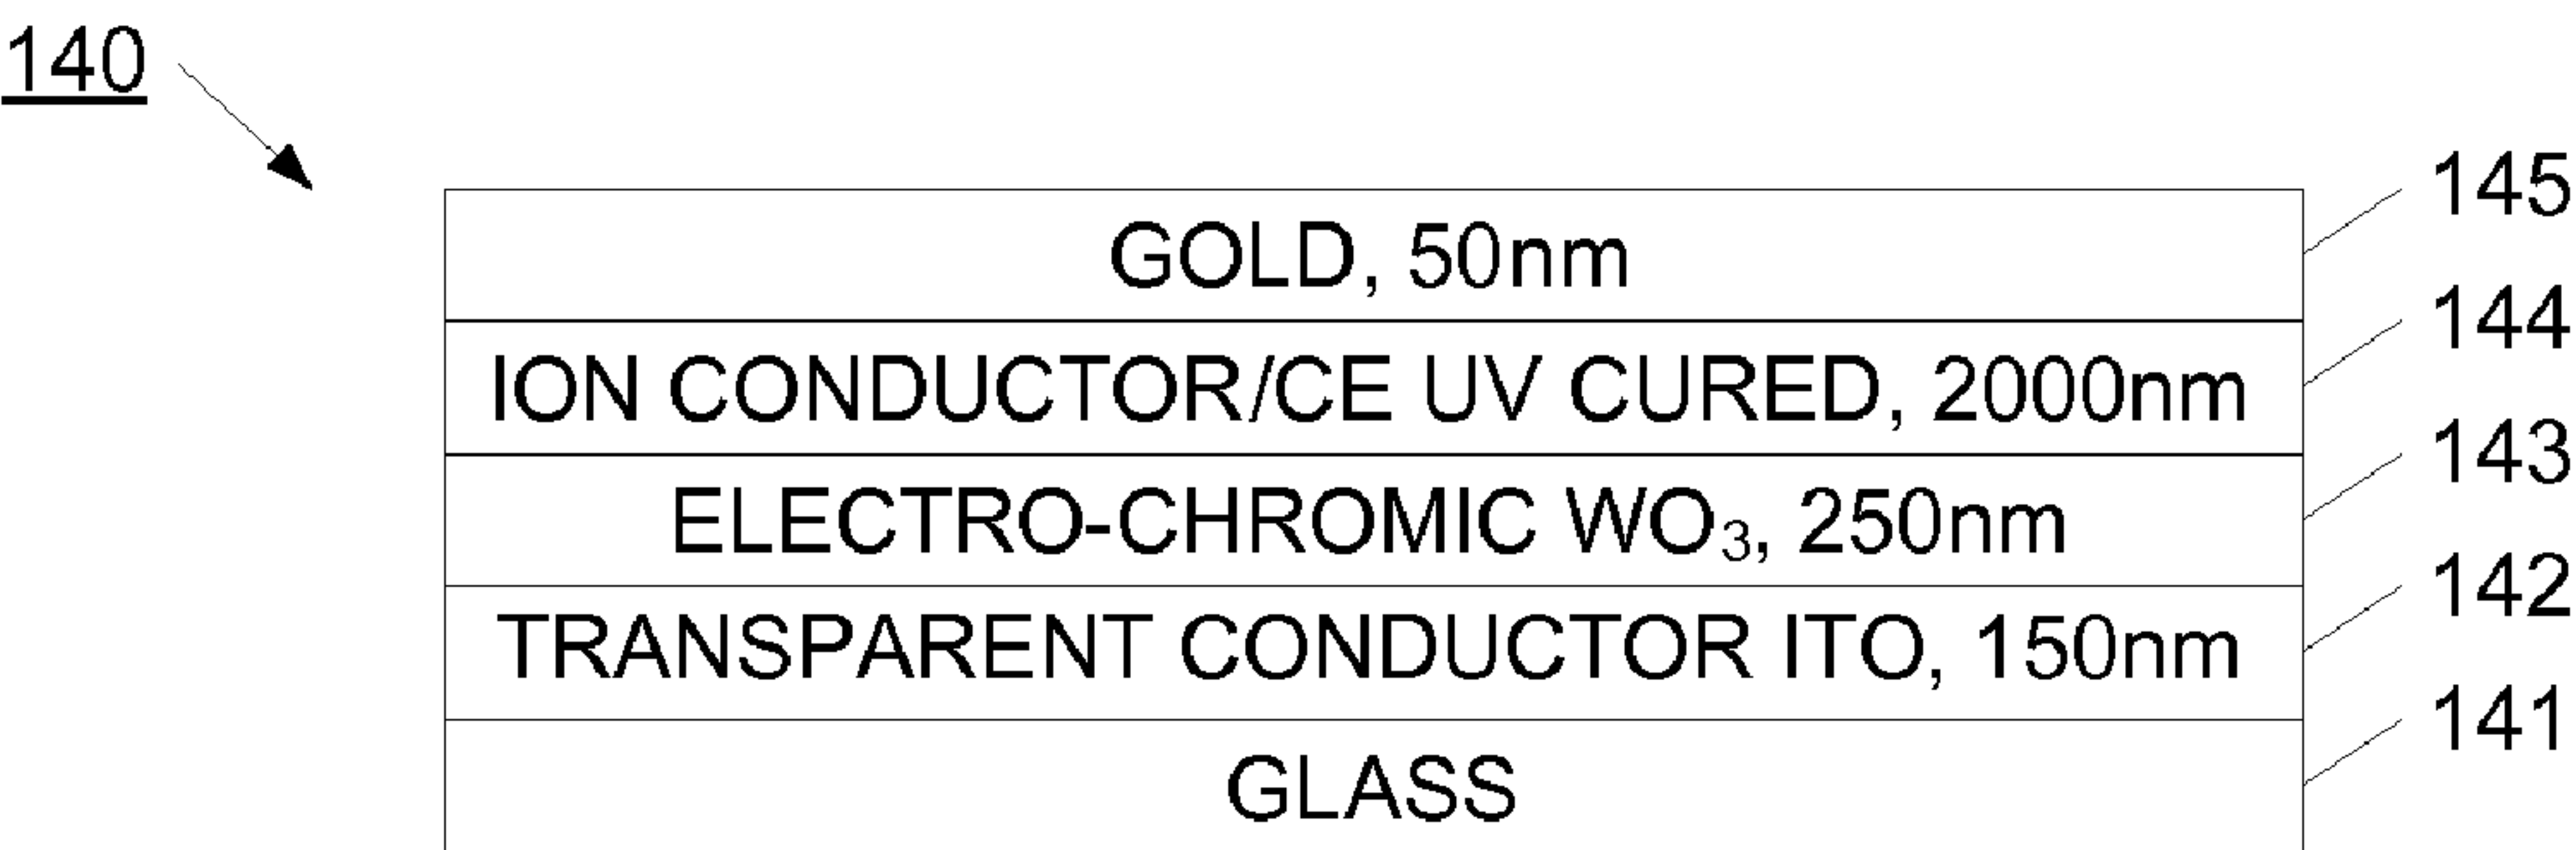 140
GOLD, 50nm
145
ION CONDUCTOR/CE UV CURED, 2000nm
144
ELECTRO-CHROMIC WO₃, 250nm
143
TRANSPARENT CONDUCTOR ITO, 150nm
142
GLASS
141